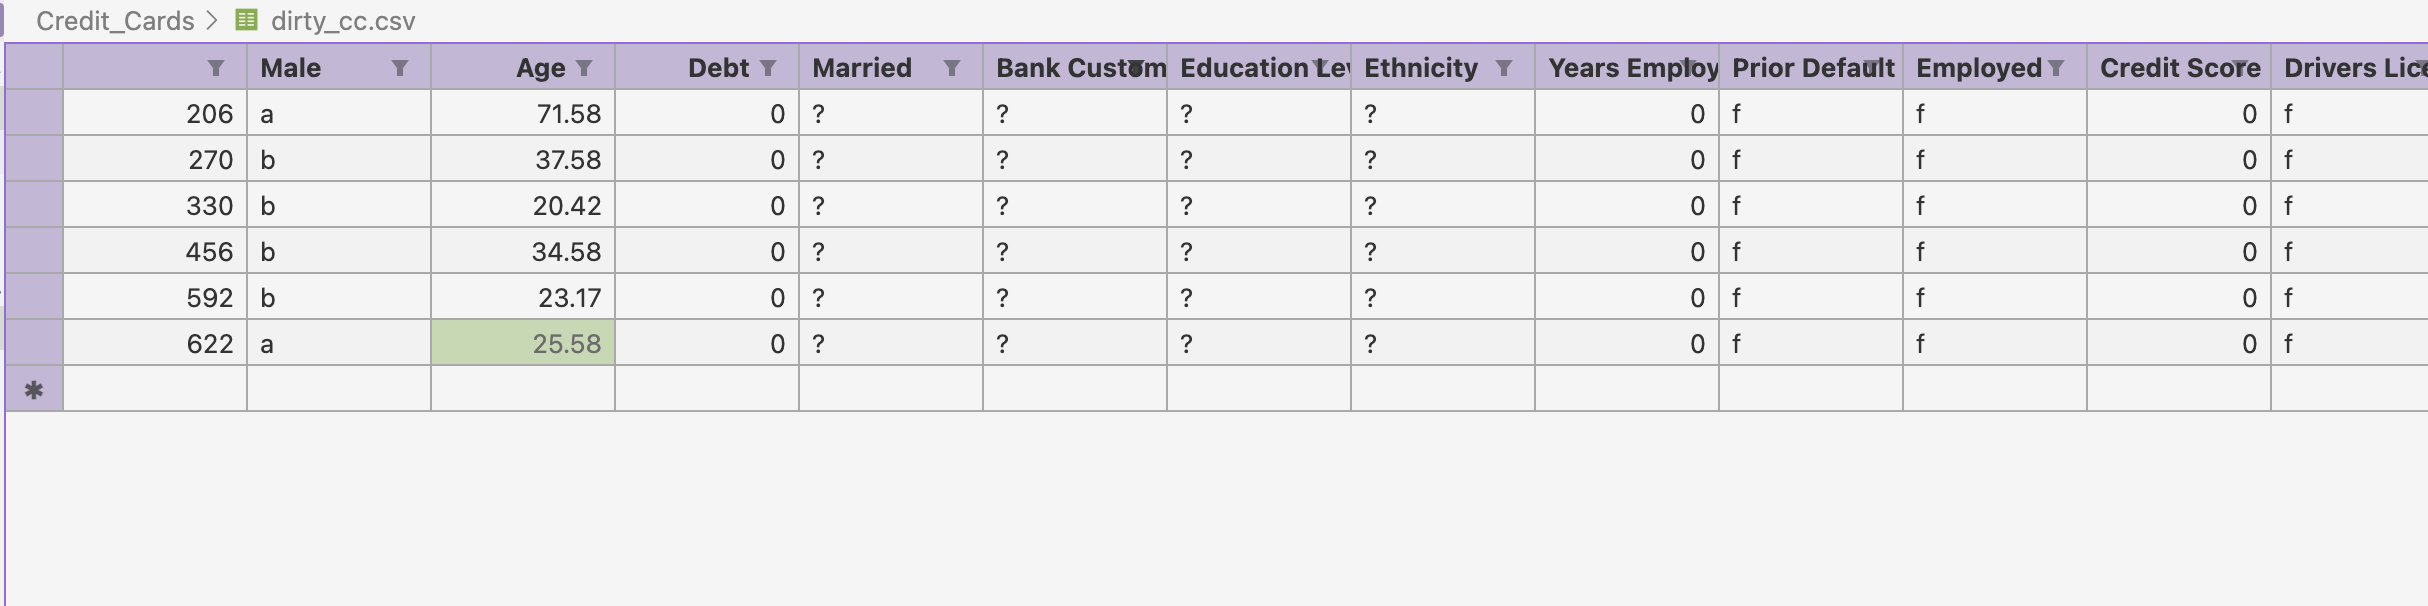 Credit_Cards > dirty_cc.csv
Male Age Debt Married Bank Custom Education Lev Ethnicity Years Employ Prior Default Employed Credit Score Drivers Lice
206 a 71.58 0 ? ? ? ? 0 f f 0 f
270 b 37.58 0 ? ? ? ? 0 f f 0 f
330 b 20.42 0 ? ? ? ? 0 f f 0 f
456 b 34.58 0 ? ? ? ? 0 f f 0 f
592 b 23.17 0 ? ? ? ? 0 f f 0 f
622 a 25.58 0 ? ? ? ? 0 f f 0 f
✱